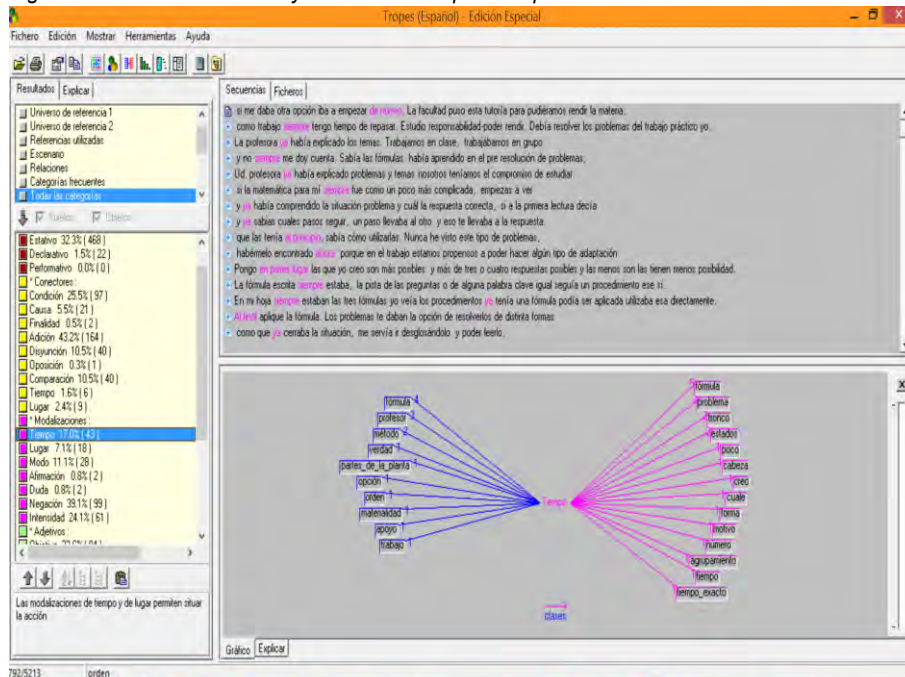 Tropes (Español) - Edición Especial
Fichero Edición Mostrar Herramientas Ayuda
Resultados Explicar
Universo de referencia 1
Universo de referencia 2
Referencias utilizadas
Escenario
Relaciones
Categorías frecuentes
Todas las categorías
Estativo 32.3% ( 468 )
Declarativo 1.5% ( 22 )
Performativo 0.0% ( 0 )
* Conectores :
Condición 25.5% ( 97 )
Causa 5.5% ( 21 )
Finalidad 0.5% ( 2 )
Adición 43.2% ( 164 )
Disyunción 10.5% ( 40 )
Oposición 0.3% ( 1 )
Comparación 10.5% ( 40 )
Tiempo 1.6% ( 6 )
Lugar 2.4% ( 9 )
* Modalizaciones :
Tiempo 17.0% ( 43 )
Lugar 7.1% ( 18 )
Modo 11.1% ( 28 )
Afirmación 0.8% ( 2 )
Duda 0.8% ( 2 )
Negación 39.1% ( 99 )
Intensidad 24.1% ( 61 )
* Adjetivos :
Las modalizaciones de tiempo y de lugar permiten situar
la acción
792/5213 orden
Secuencias Ficheros
si me daba otra opción iba a empezar de nuevo. La facultad puso esta tutoría para pudiéramos rendir la materia.
como trabajo siempre tengo tiempo de repasar. Estudio responsabilidad-poder rendir. Debía resolver los problemas del trabajo práctico yo.
La profesora ya había explicado los temas. Trabajamos en clase, trabajábamos en grupo
y no siempre me doy cuenta. Sabía las fórmulas, había aprendido en el pre resolución de problemas,
Ud. profesora ya había explicado problemas y temas nosotros teníamos el compromiso de estudiar
si la matemática para mí siempre fue como un poco más complicada, empezas a ver
y ya había comprendido la situación problema y cuál la respuesta correcta, si a la primera lectura decía
y ya sabias cuales pasos seguir, un paso llevaba al otro y eso te llevaba a la respuesta.
que las tenía al principio, sabía cómo utilizarlas. Nunca he visto este tipo de problemas,
habérmelo encontrado ahora porque en el trabajo estamos propensos a poder hacer algún tipo de adaptación
Pongo en primer lugar las que yo creo son más posibles y más de tres o cuatro respuestas posibles y las menos son las tienen menos posibilidad.
La fórmula escrita siempre estaba, la pista de las preguntas o de alguna palabra clave igual seguía un procedimiento ese si.
En mi hoja siempre estaban las tres fórmulas yo veía los procedimientos yo tenía una fórmula podía ser aplicada utilizaba esa directamente.
Al final aplique la fórmula. Los problemas te daban la opción de resolverlos de distinta formas
como que ya cerraba la situación, me servía ir desglosándolo y poder leerlo,
fórmula 4
profesor 3
método 2
verdad 1
partes_de_la_planta 1
opción 1
orden 1
materialidad 1
apoyo 1
trabajo 1
Tiempo
fórmula
problema
tronco
estados
poco
cabeza
creo
cuale
forma
motivo
número
agrupamiento
tiempo
tiempo_exacto
clases
Gráfico Explicar